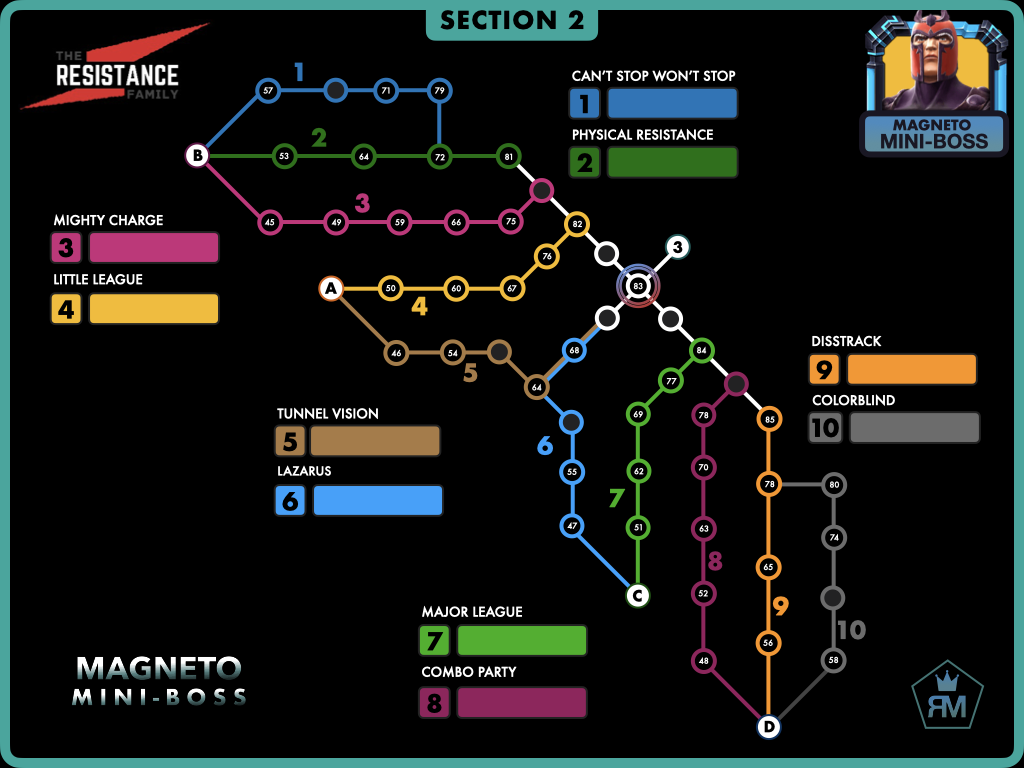 SECTION 2
THE
RESISTANCE
FAMILY
MAGNETO
MINI-BOSS
CAN'T STOP WON'T STOP
1
PHYSICAL RESISTANCE
2
1
57
71
79
B
2
53
64
72
81
3
45
49
59
66
75
82
3
76
83
MIGHTY CHARGE
3
LITTLE LEAGUE
4
A
50
60
67
4
46
54
5
68
64
84
77
69
78
85
DISSTRACK
9
COLORBLIND
10
TUNNEL VISION
5
LAZARUS
6
6
55
47
62
7
51
C
70
63
8
52
48
78
80
74
65
9
56
10
58
D
MAJOR LEAGUE
7
COMBO PARTY
8
MAGNETO
MINI-BOSS
RM